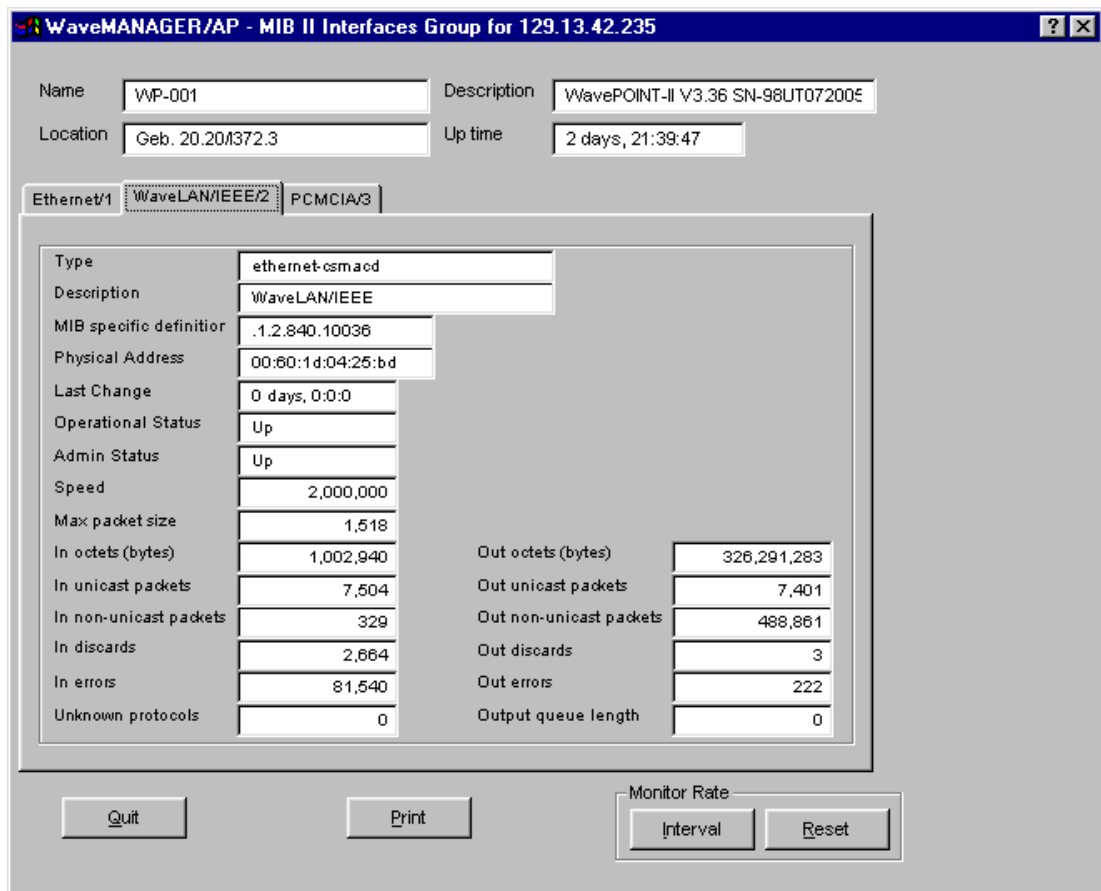 WaveMANAGER/AP - MIB II Interfaces Group for 129.13.42.235
Name WP-001 Description WavePOINT-II V3.36 SN-98UT072005
Location Geb. 20.20/I372.3 Up time 2 days, 21:39:47
Ethernet/1 WaveLAN/IEEE/2 PCMCIA/3
Type ethernet-csmacd
Description WaveLAN/IEEE
MIB specific definitior .1.2.840.10036
Physical Address 00:60:1d:04:25:bd
Last Change 0 days, 0:0:0
Operational Status Up
Admin Status Up
Speed 2,000,000
Max packet size 1,518
In octets (bytes) 1,002,940 Out octets (bytes) 326,291,283
In unicast packets 7,504 Out unicast packets 7,401
In non-unicast packets 329 Out non-unicast packets 488,861
In discards 2,664 Out discards 3
In errors 81,540 Out errors 222
Unknown protocols 0 Output queue length 0
Monitor Rate
Quit Print Interval Reset